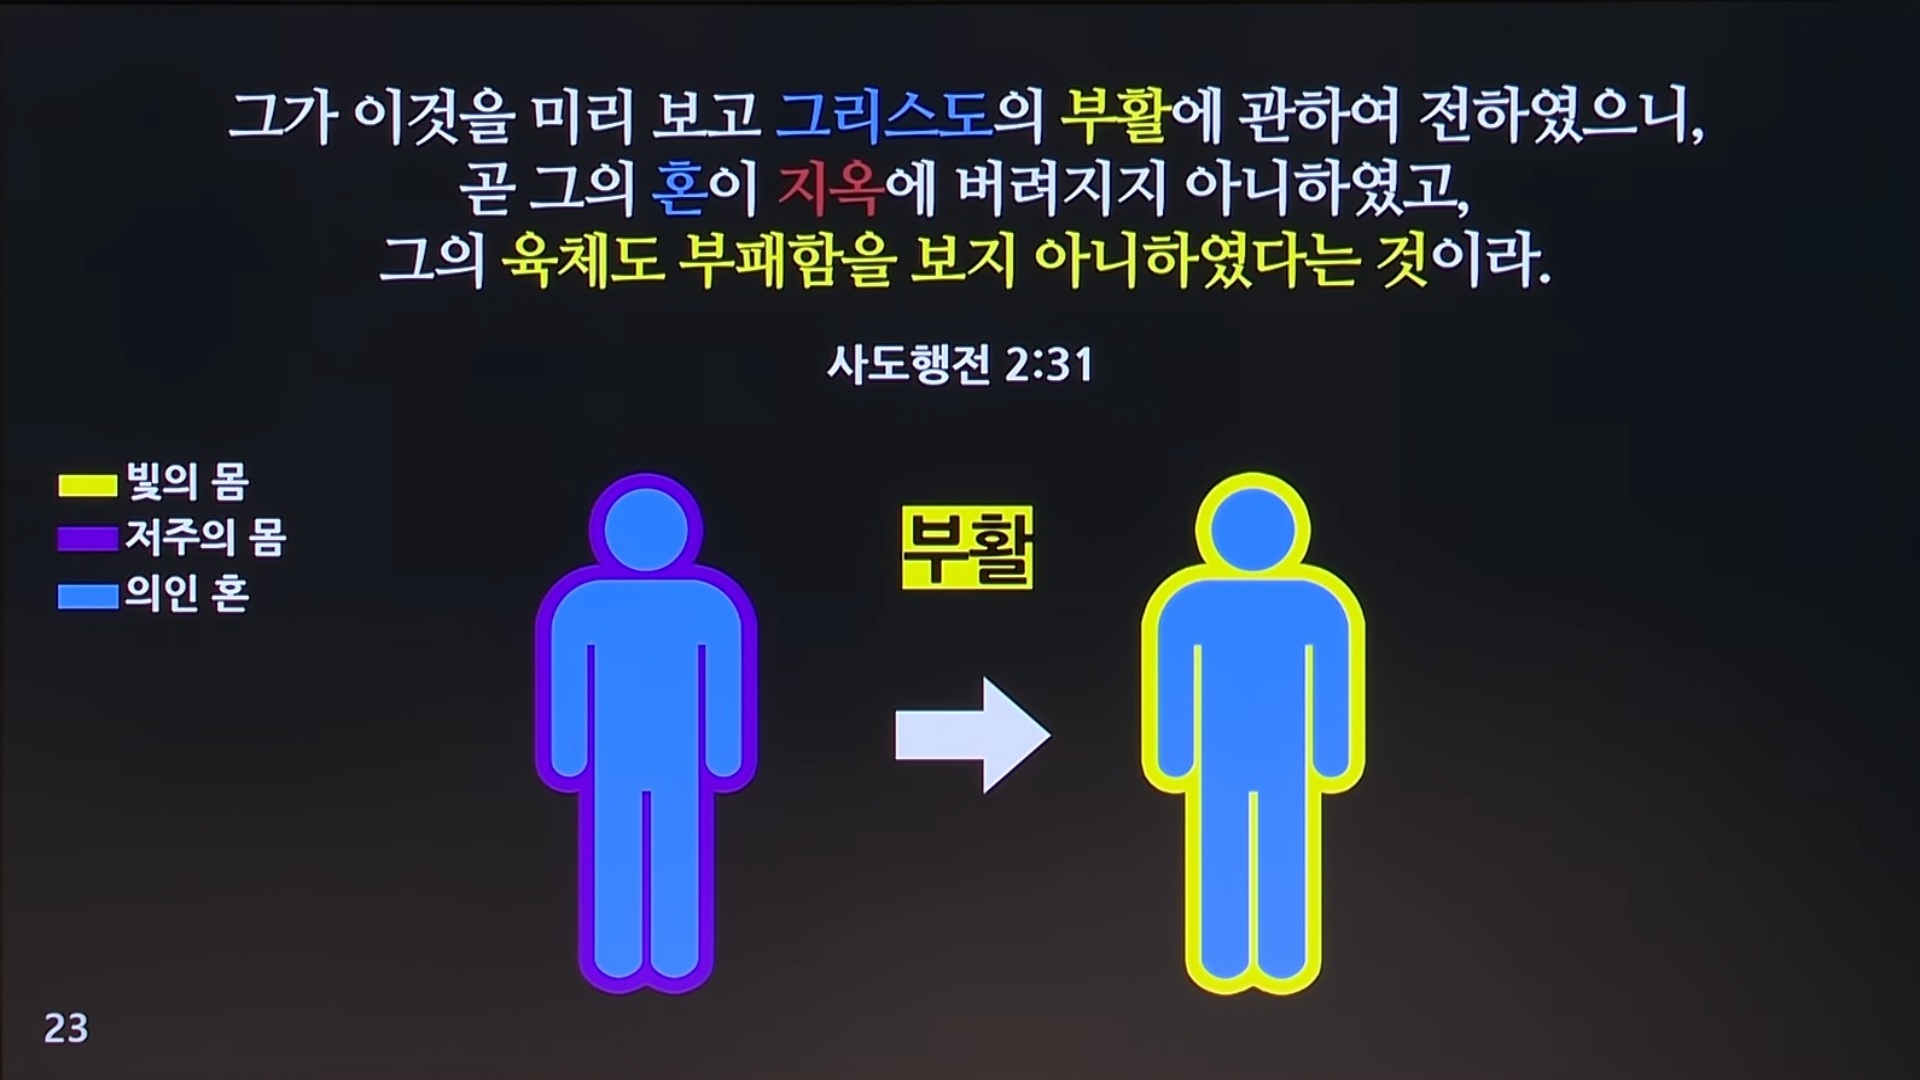 그가 이것을 미리 보고 그리스도의 부활에 관하여 전하였으니,
곧 그의 혼이 지옥에 버려지지 아니하였고,
그의 육체도 부패함을 보지 아니하였다는 것이라.
사도행전 2:31
빛의 몸
저주의 몸
의인 혼
부활
23